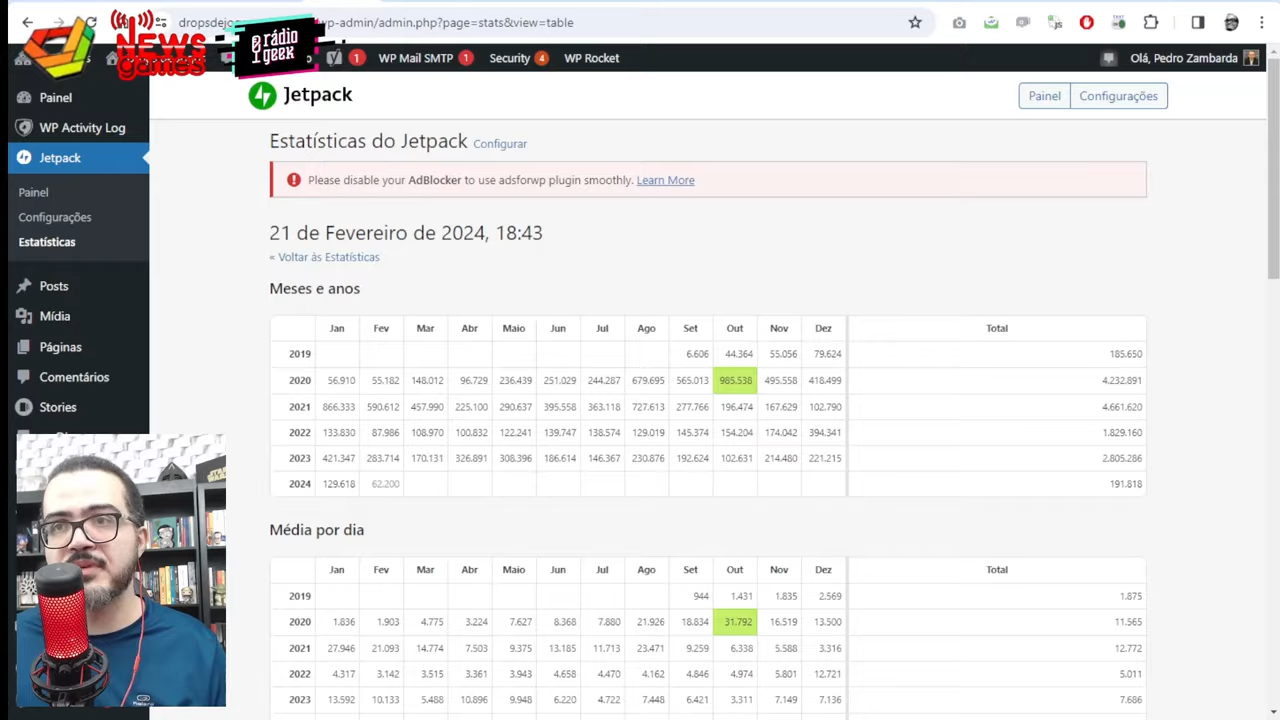 dropsdejo
wp-admin/admin.php?page=stats&view=table
NEWS
games
rádio
geek
1
WP Mail SMTP 1
Security 4
WP Rocket
Olá, Pedro Zambarda
Painel
WP Activity Log
Jetpack
Painel
Configurações
Estatísticas
Posts
Mídia
Páginas
Comentários
Stories
Jetpack
Painel Configurações
Estatísticas do Jetpack Configurar
Please disable your AdBlocker to use adsforwp plugin smoothly. Learn More
21 de Fevereiro de 2024, 18:43
« Voltar às Estatísticas
Meses e anos
Jan Fev Mar Abr Maio Jun Jul Ago Set Out Nov Dez Total
2019 6.606 44.364 55.056 79.624 185.650
2020 56.910 55.182 148.012 96.729 236.439 251.029 244.287 679.695 565.013 985.538 495.558 418.499 4.232.891
2021 866.333 590.612 457.990 225.100 290.637 395.558 363.118 727.613 277.766 196.474 167.629 102.790 4.661.620
2022 133.830 87.986 108.970 100.832 122.241 139.747 138.574 129.019 145.374 154.204 174.042 394.341 1.829.160
2023 421.347 283.714 170.131 326.891 308.396 186.614 146.367 230.876 192.624 102.631 214.480 221.215 2.805.286
2024 129.618 62.200 191.818
Média por dia
Jan Fev Mar Abr Maio Jun Jul Ago Set Out Nov Dez Total
2019 944 1.431 1.835 2.569 1.875
2020 1.836 1.903 4.775 3.224 7.627 8.368 7.880 21.926 18.834 31.792 16.519 13.500 11.565
2021 27.946 21.093 14.774 7.503 9.375 13.185 11.713 23.471 9.259 6.338 5.588 3.316 12.772
2022 4.317 3.142 3.515 3.361 3.943 4.658 4.470 4.162 4.846 4.974 5.801 12.721 5.011
2023 13.592 10.133 5.488 10.896 9.948 6.220 4.722 7.448 6.421 3.311 7.149 7.136 7.686